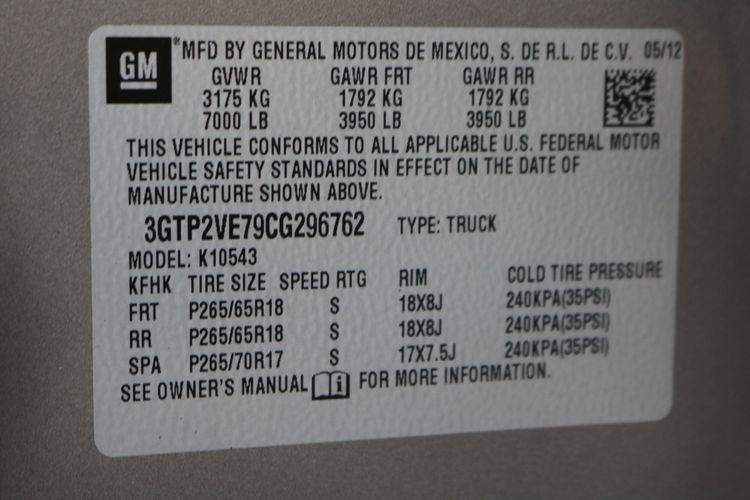 GM *MFD BY GENERAL MOTORS DE MEXICO, S. DE R.L. DE C.V. 05/12
GVWR GAWR FRT GAWR RR
3175 KG 1792 KG 1792 KG
7000 LB 3950 LB 3950 LB
THIS VEHICLE CONFORMS TO ALL APPLICABLE U.S. FEDERAL MOTOR
VEHICLE SAFETY STANDARDS IN EFFECT ON THE DATE OF
MANUFACTURE SHOWN ABOVE.
3GTP2VE79CG296762 TYPE: TRUCK
MODEL: K10543
KFHK TIRE SIZE SPEED RTG RIM COLD TIRE PRESSURE
FRT P265/65R18 S 18X8J 240KPA(35PSI)
RR P265/65R18 S 18X8J 240KPA(35PSI)
SPA P265/70R17 S 17X7.5J 240KPA(35PSI)
SEE OWNER'S MANUAL i FOR MORE INFORMATION.